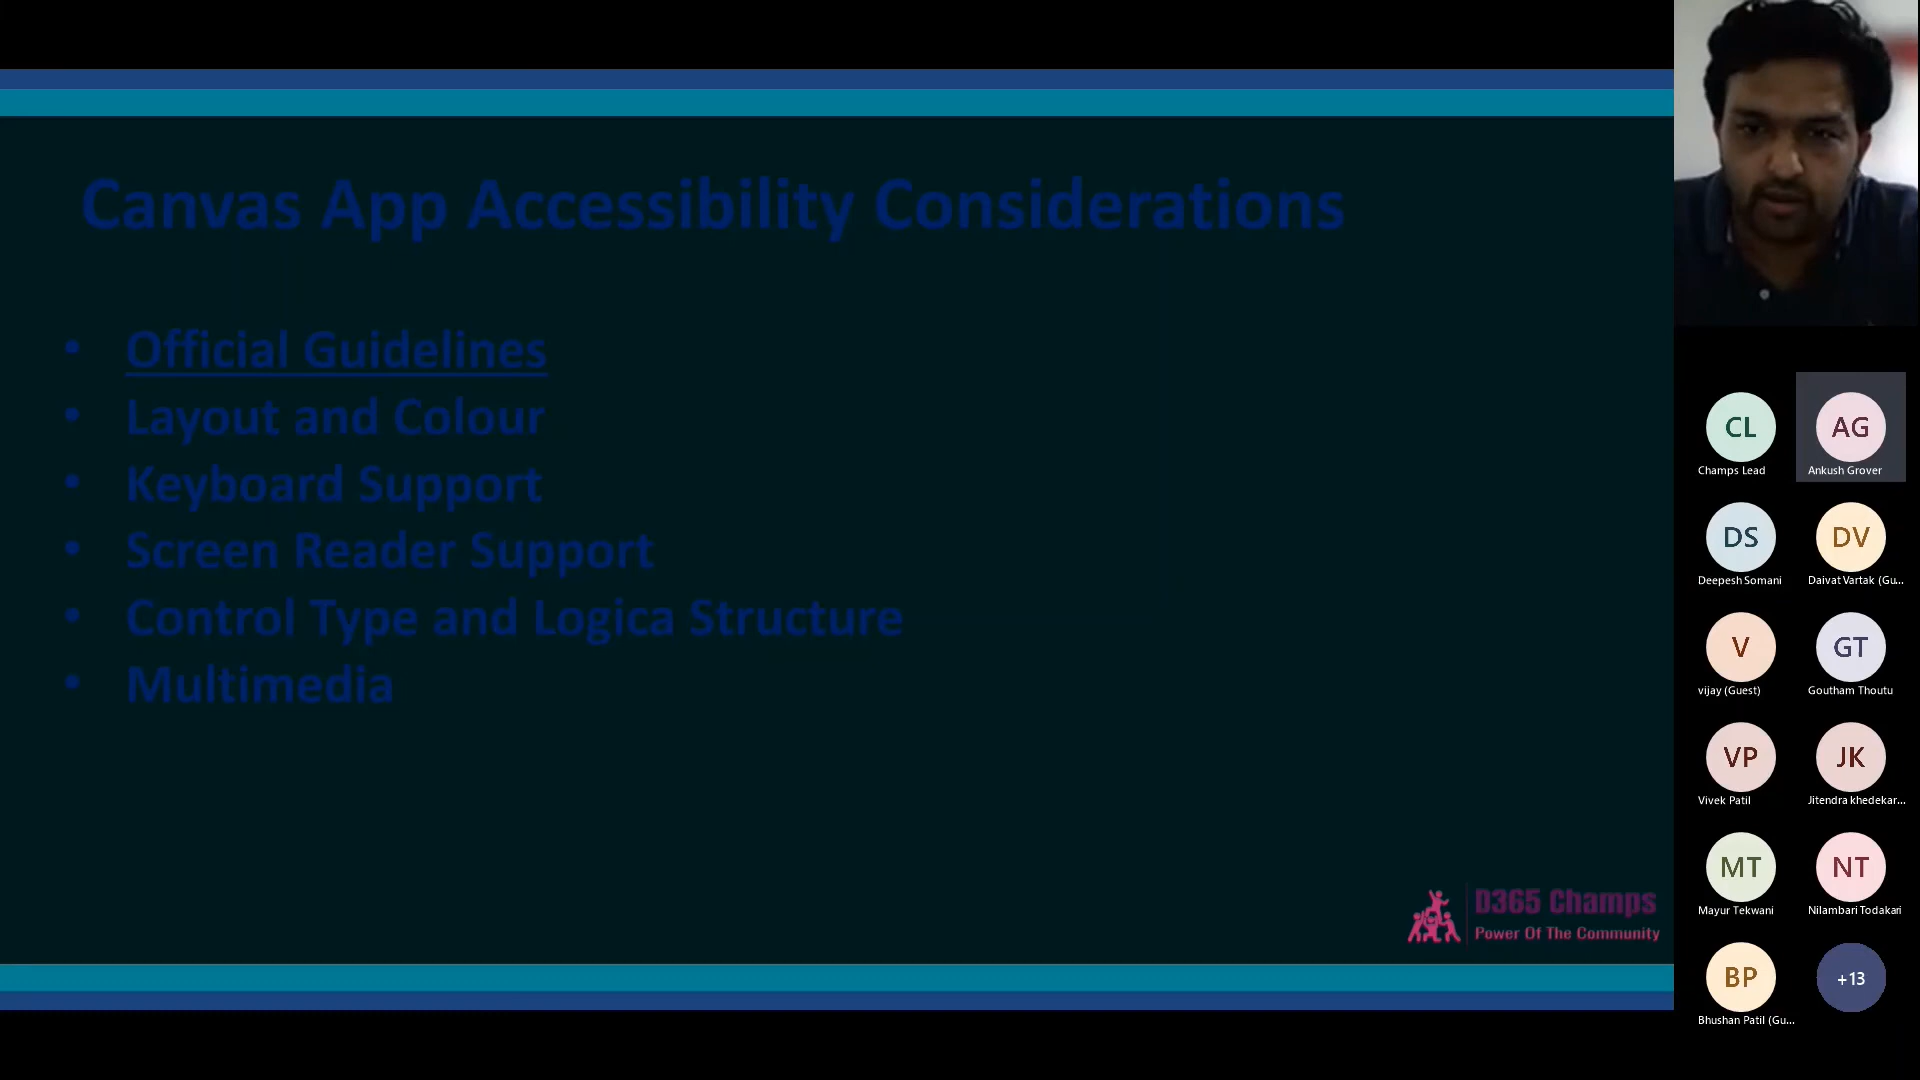 Canvas App Accessibility Considerations
• Official Guidelines
• Layout and Colour
• Keyboard Support
• Screen Reader Support
• Control Type and Logica Structure
• Multimedia
D365 Champs
Power Of The Community
CL
Champs Lead
AG
Ankush Grover
DS
Deepesh Somani
DV
Daivat Vartak (Gu...
V
vijay (Guest)
GT
Goutham Thoutu
VP
Vivek Patil
JK
Jitendra khedekar...
MT
Mayur Tekwani
NT
Nilambari Todakari
BP
Bhushan Patil (Gu...
+13